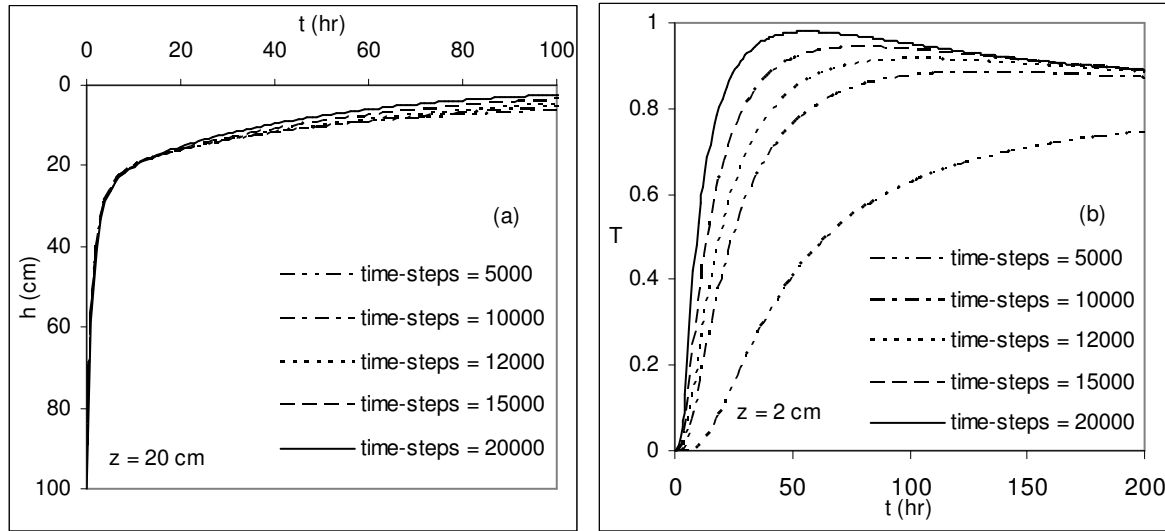 t (hr)
0 20 40 60 80 100
0
20
40
60
80
100
h (cm)
(a)
time-steps = 5000
time-steps = 10000
time-steps = 12000
time-steps = 15000
time-steps = 20000
z = 20 cm
1
0.8
0.6
0.4
0.2
0
T
(b)
time-steps = 5000
time-steps = 10000
time-steps = 12000
time-steps = 15000
time-steps = 20000
z = 2 cm
0 50 100 150 200
t (hr)